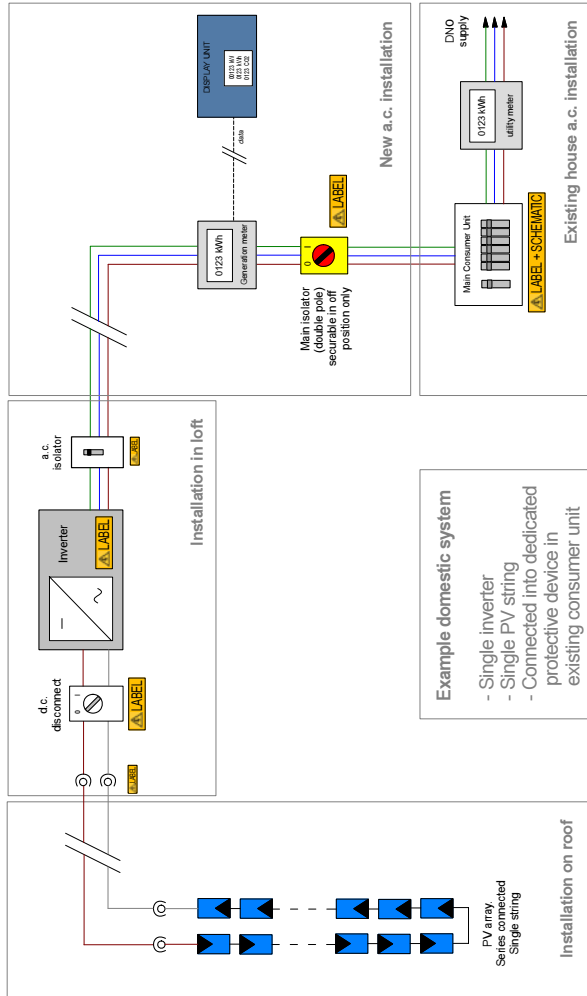 PV array.
Series connected
Single string
Installation on roof
LABEL
d.c.
disconnect
0 I
LABEL
Inverter
LABEL
a.c.
isolator
LABEL
Installation in loft
0123 kWh
Generation meter
data
DISPLAY UNIT
0123 kWh
0123 CO2
Main isolator
(double pole)
securable in off
position only
0 I
LABEL
New a.c. installation
Example domestic system
- Single inverter
- Single PV string
- Connected into dedicated
protective device in
existing consumer unit
Main Consumer Unit
LABEL + SCHEMATIC
0123 kWh
utility meter
DNO
supply
Existing house a.c. installation